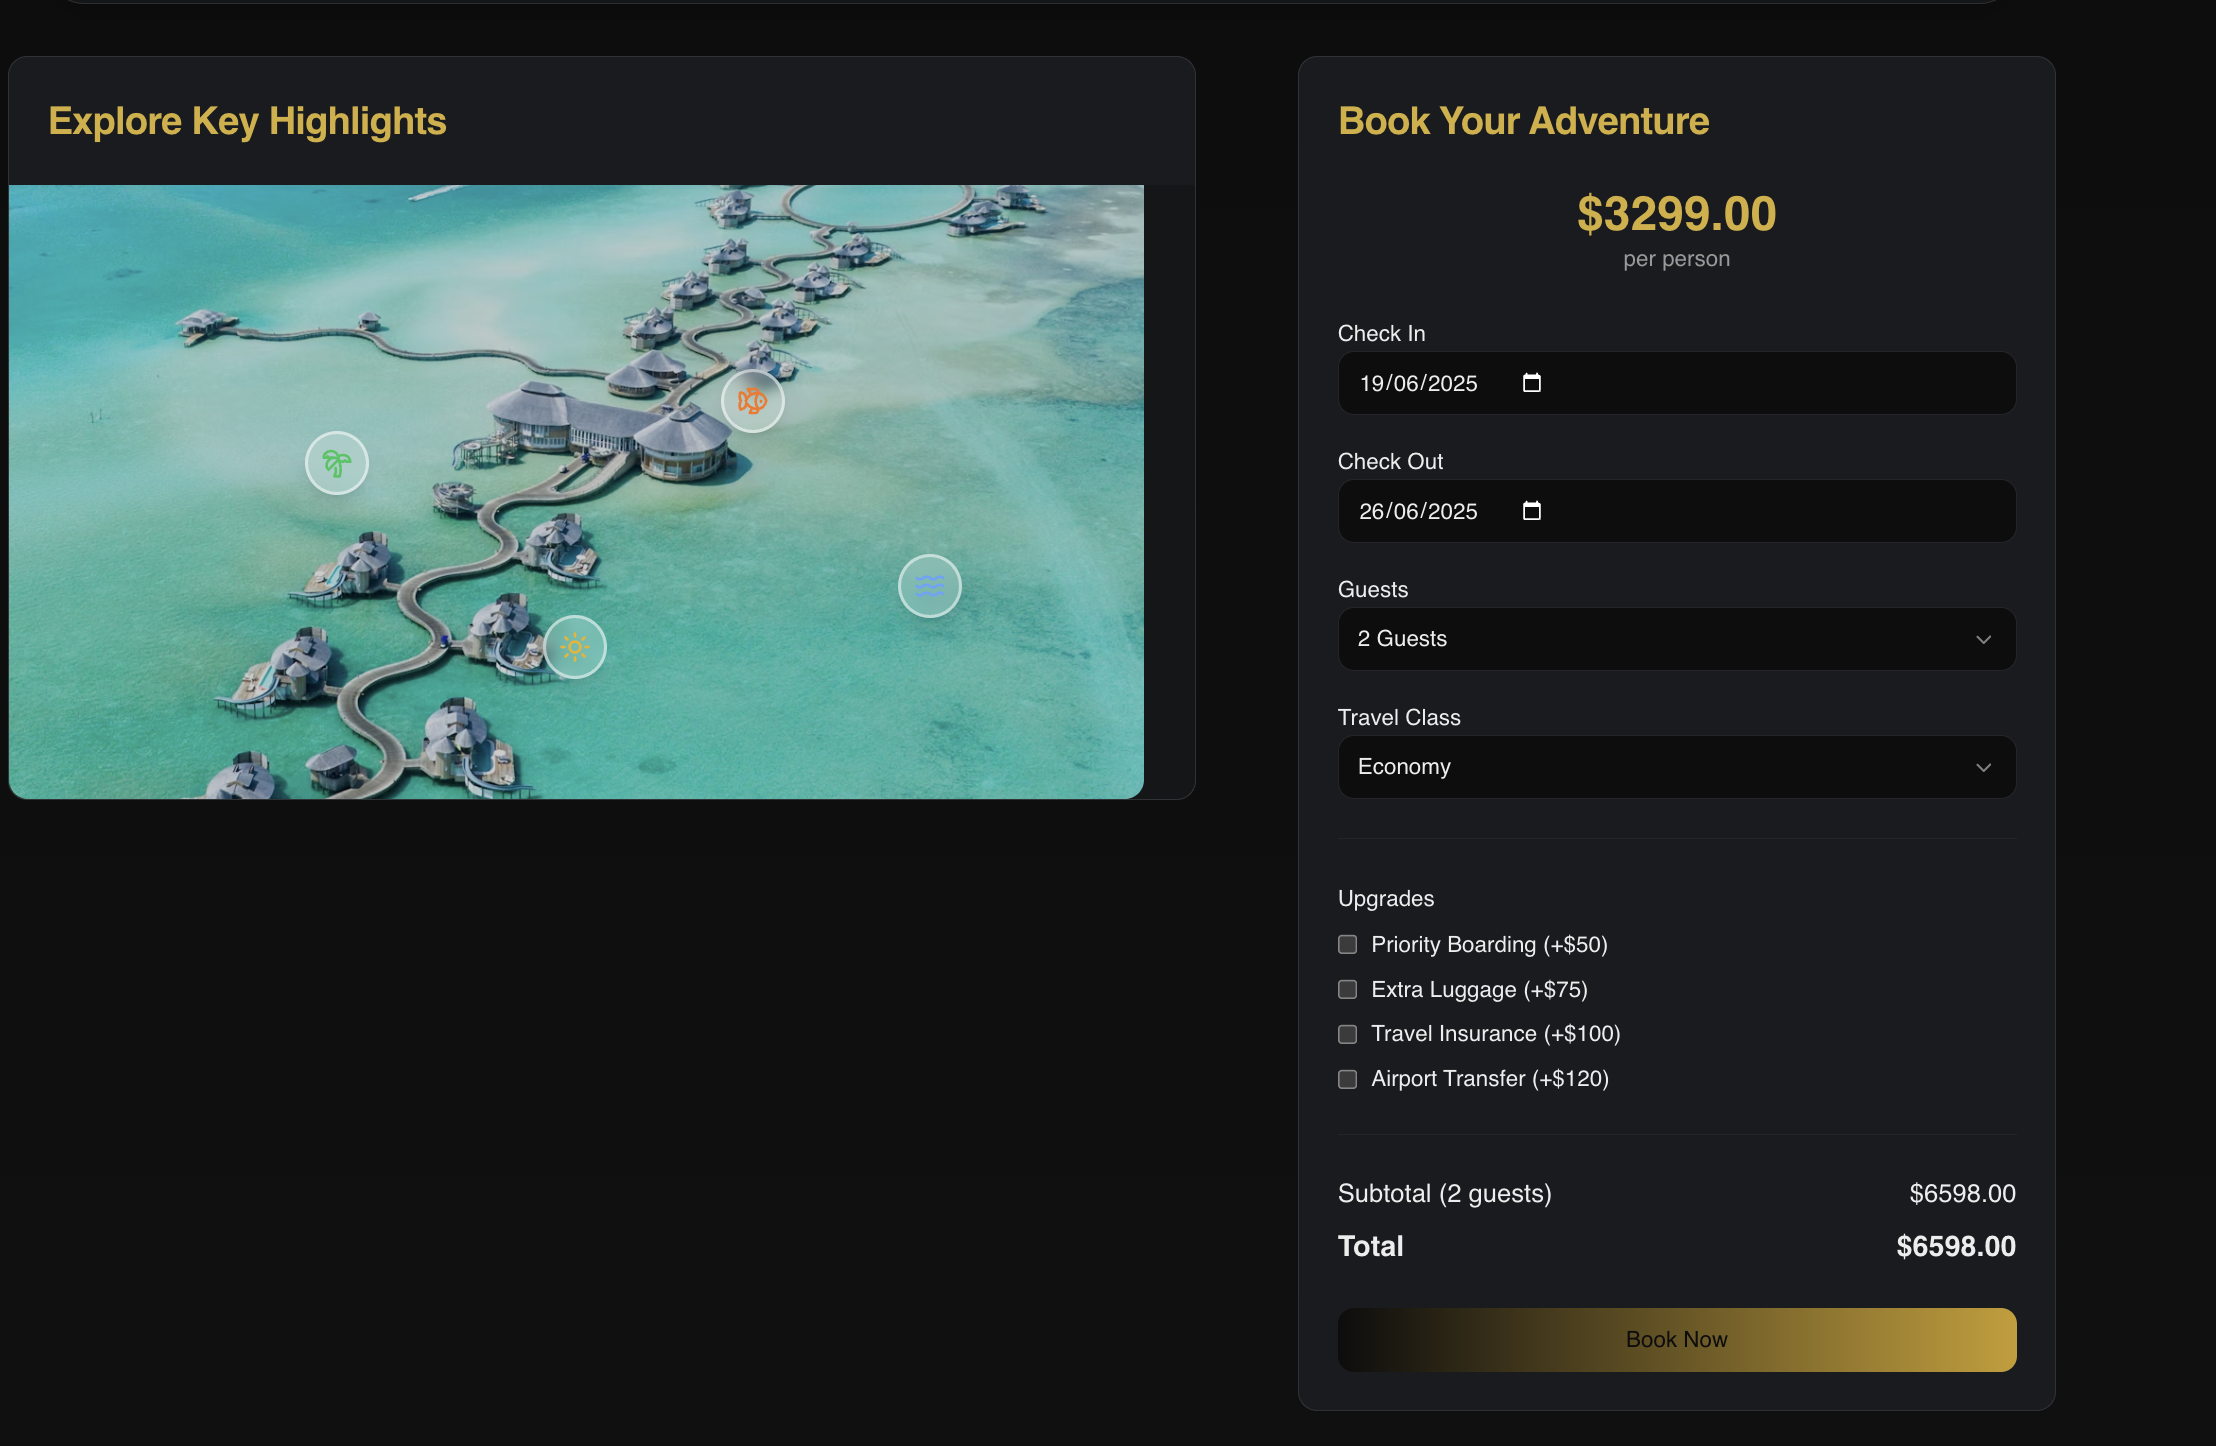 Explore Key Highlights
Book Your Adventure
$3299.00
per person
Check In
19/06/2025
Check Out
26/06/2025
Guests
2 Guests
Travel Class
Economy
Upgrades
Priority Boarding (+$50)
Extra Luggage (+$75)
Travel Insurance (+$100)
Airport Transfer (+$120)
Subtotal (2 guests) $6598.00
Total $6598.00
Book Now